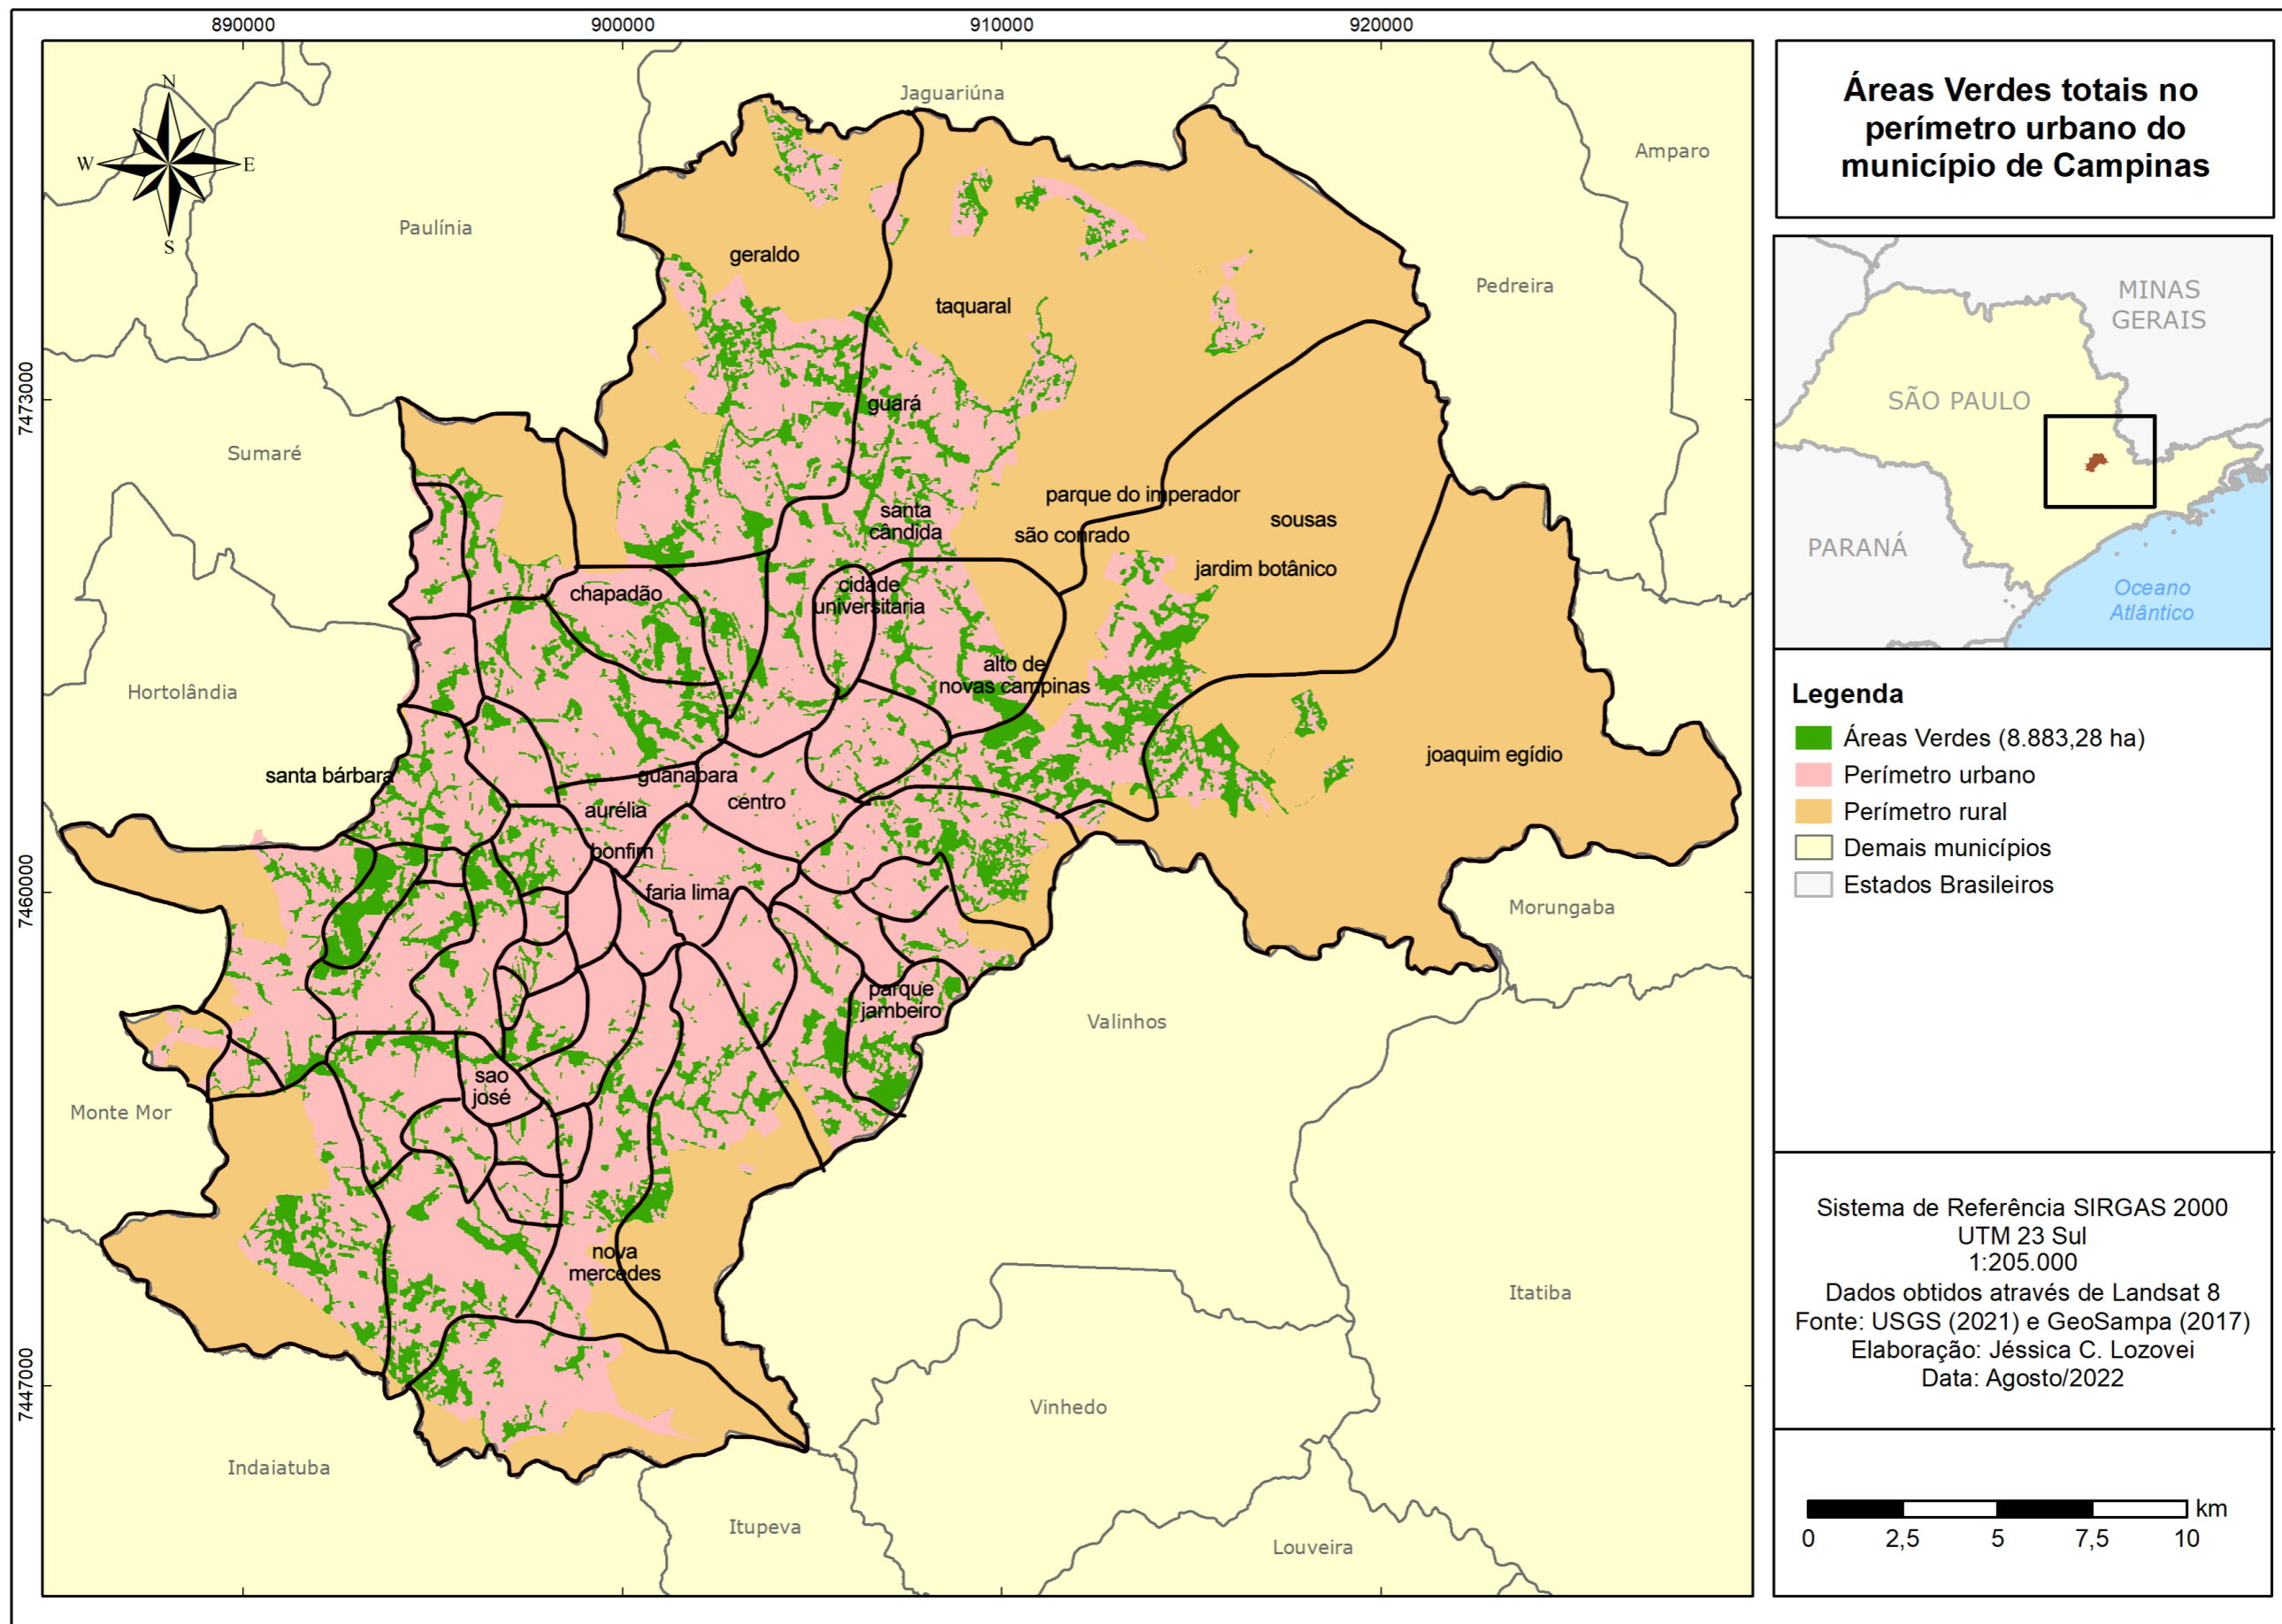 890000
900000
910000
920000
N
W
E
S
7473000
7460000
7447000
Jaguariúna
Amparo
Paulínia
Pedreira
Sumaré
Hortolândia
Monte Mor
Indaiatuba
Itupeva
Louveira
Vinhedo
Itatiba
Valinhos
Morungaba
geraldo
taquaral
guará
parque do imperador
santa
cândida
são conrado
sousas
jardim botânico
chapadão
cidade
universitaria
alto de
novas campinas
joaquim egídio
santa bárbara
guanabara
centro
aurélia
bonfim
faria lima
parque
jambeiro
sao
josé
nova
mercedes
Áreas Verdes totais no
perímetro urbano do
município de Campinas
MINAS
GERAIS
SÃO PAULO
PARANÁ
Oceano
Atlântico
Legenda
Áreas Verdes (8.883,28 ha)
Perímetro urbano
Perímetro rural
Demais municípios
Estados Brasileiros
Sistema de Referência SIRGAS 2000
UTM 23 Sul
1:205.000
Dados obtidos através de Landsat 8
Fonte: USGS (2021) e GeoSampa (2017)
Elaboração: Jéssica C. Lozovei
Data: Agosto/2022
km
0 2,5 5 7,5 10